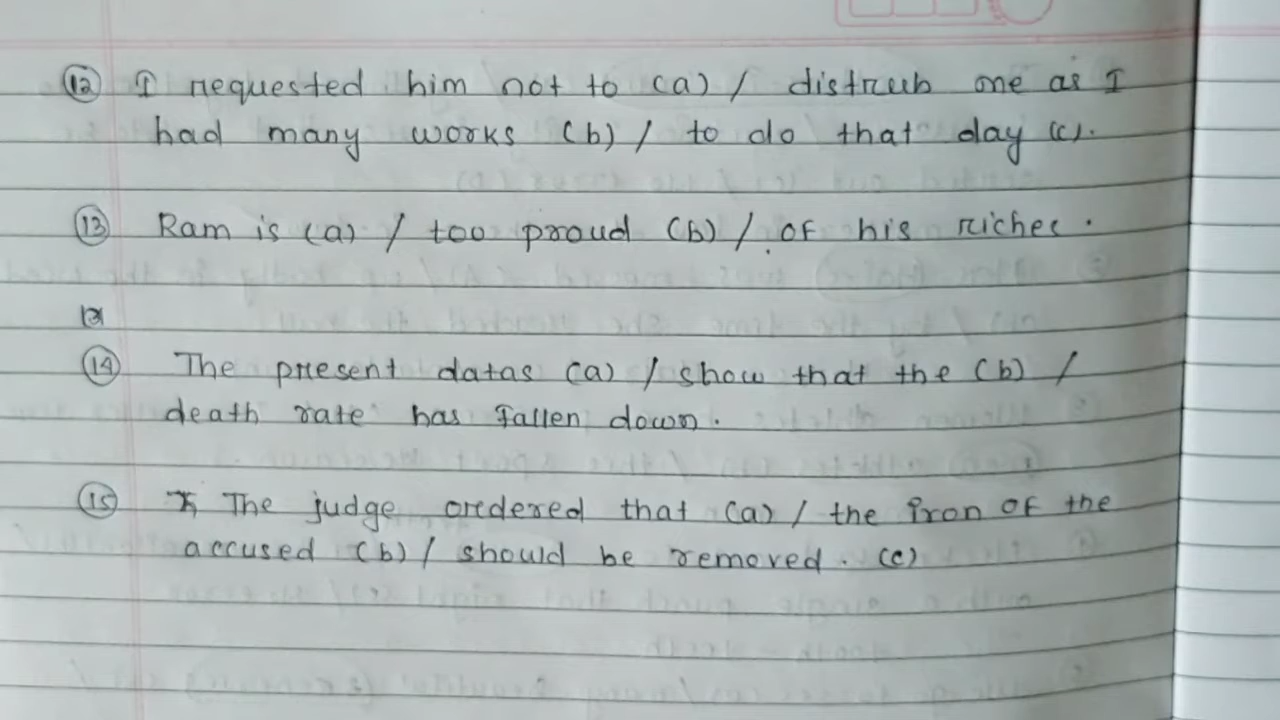 (12) I requested him not to (a) / distrub me as I
had many works (b) / to do that day (c).
(13) Ram is (a) / too proud (b) / of his riches.
(14) The present datas (a) / show that the (b) /
death rate has fallen down.
(15) The judge ordered that (a) / the iron of the
accused (b) / should be removed. (c)